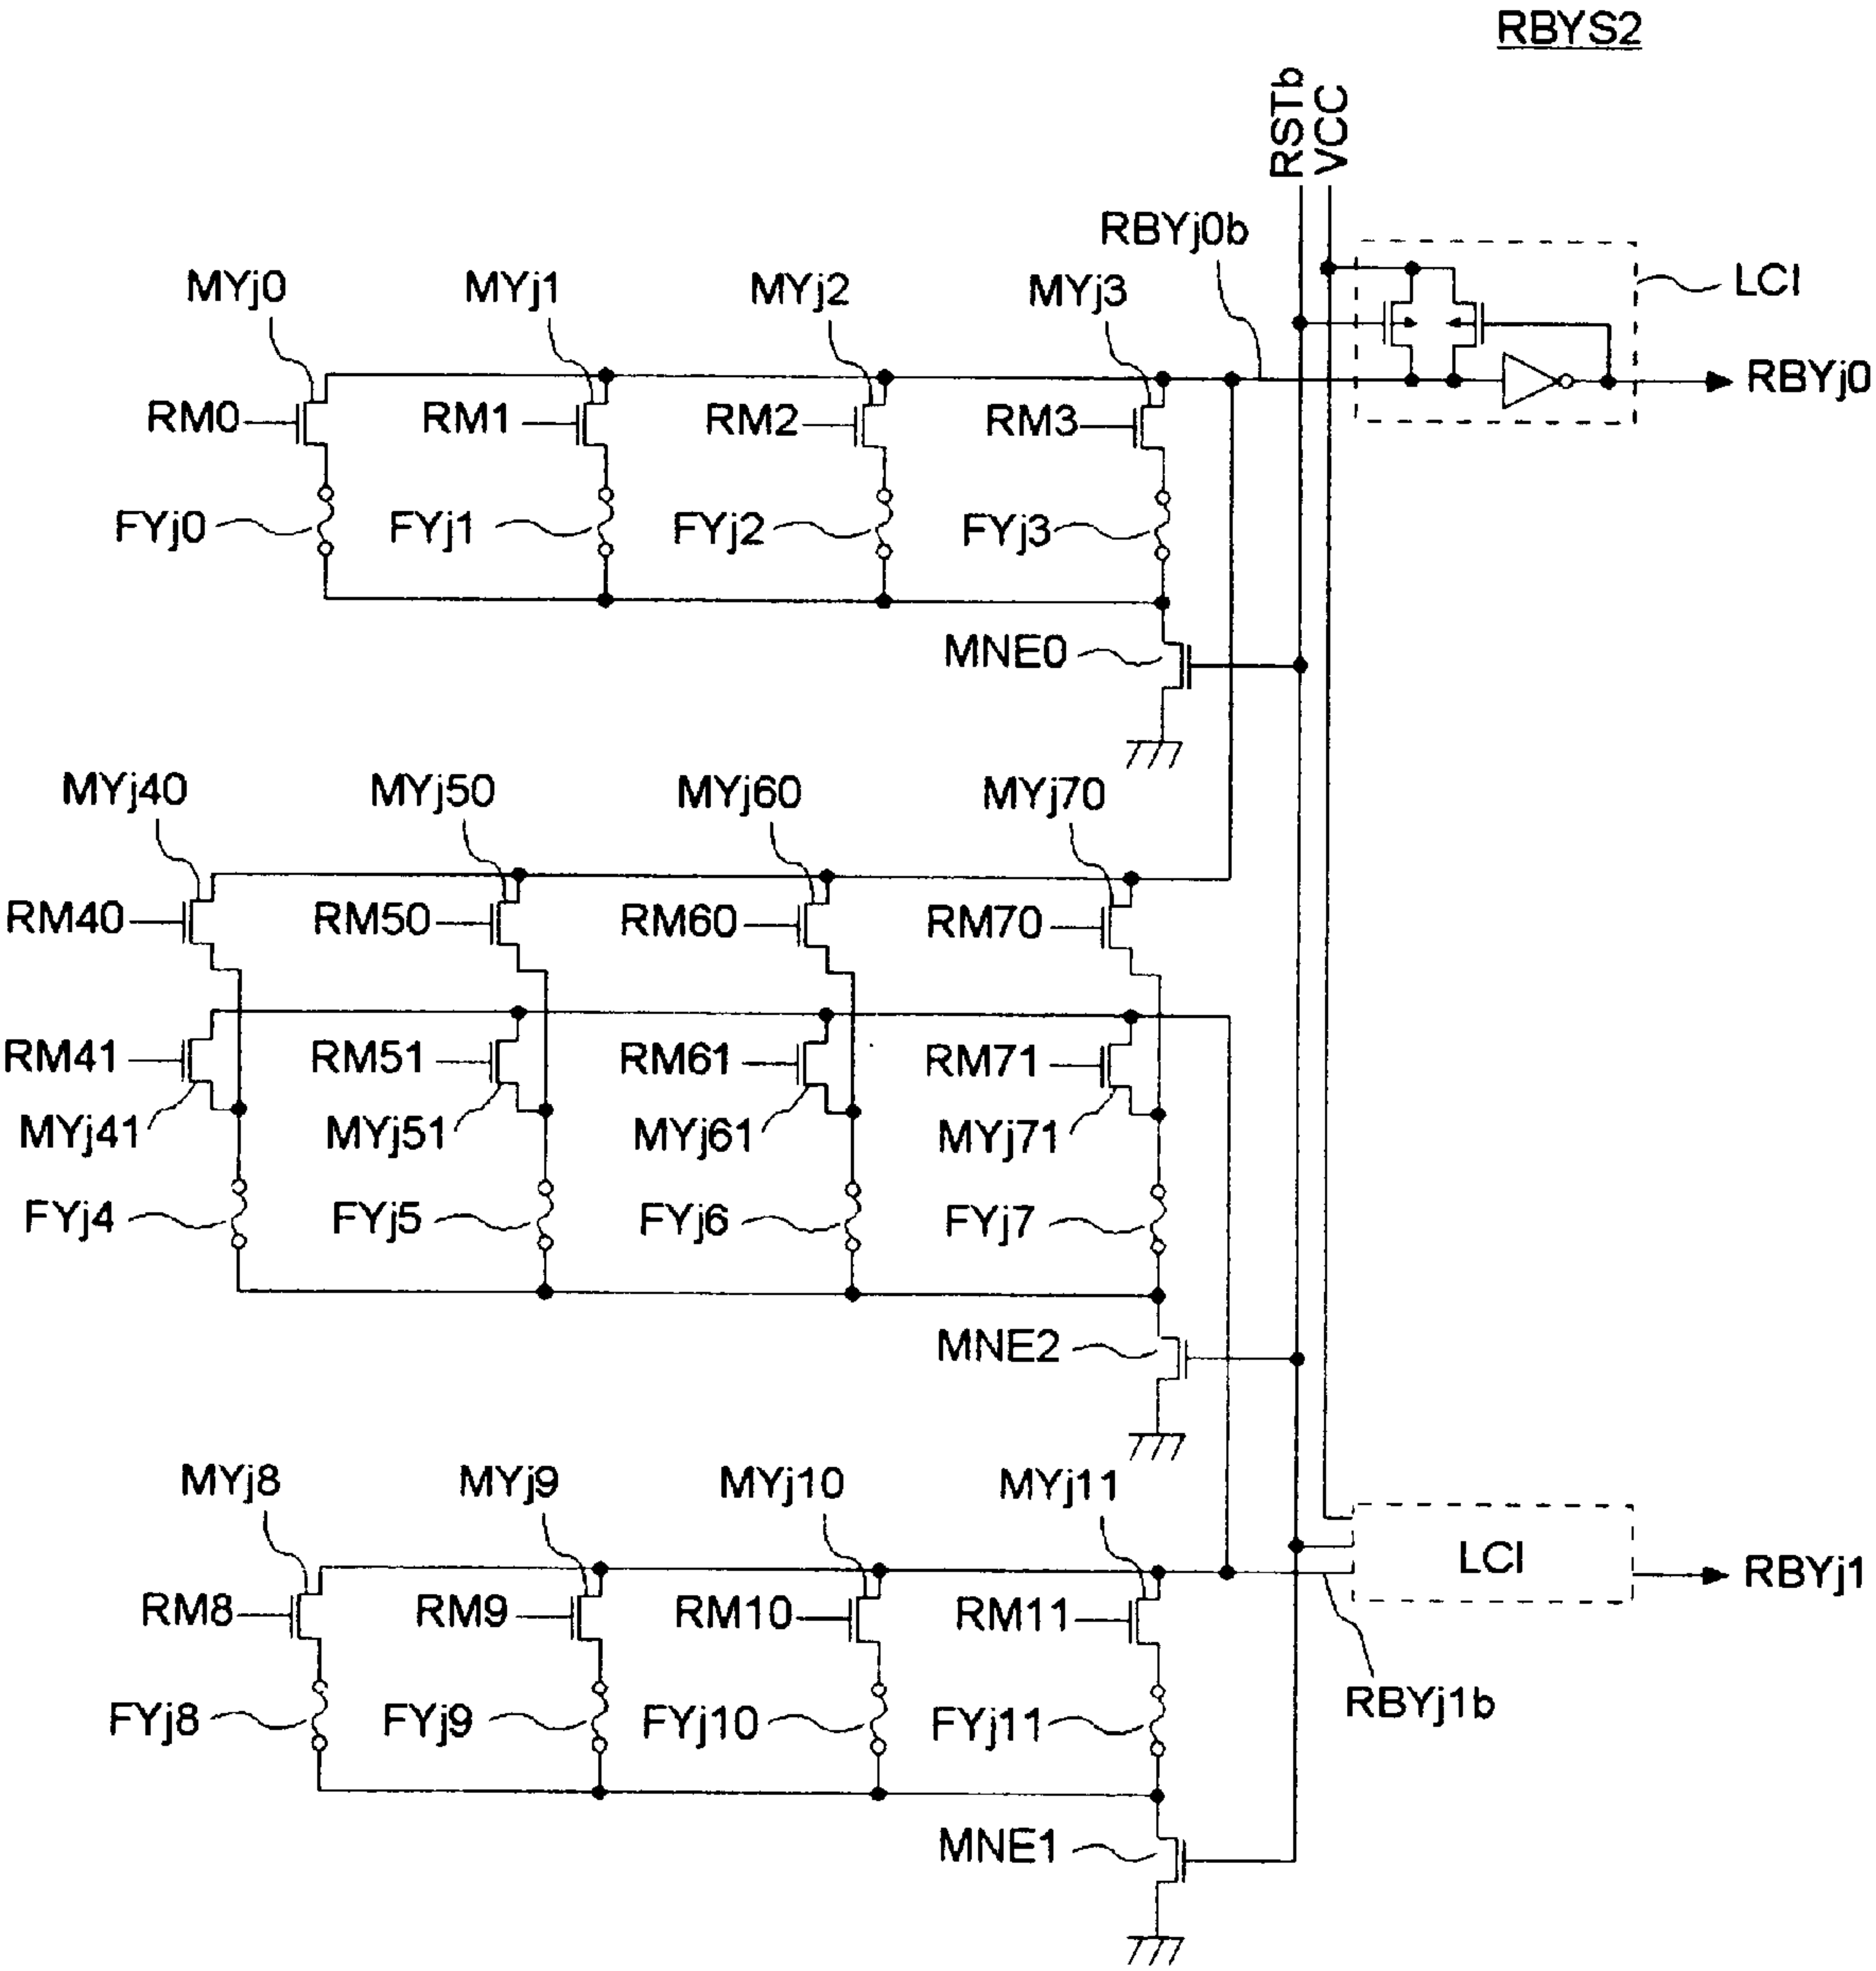 RBYS2
RSTb
VCC
RBYj0b
MYj0
MYj1
MYj2
MYj3
LCI
RM0
RM1
RM2
RM3
RBYj0
FYj0
FYj1
FYj2
FYj3
MNE0
MYj40
MYj50
MYj60
MYj70
RM40
RM50
RM60
RM70
RM41
RM51
RM61
RM71
MYj41
MYj51
MYj61
MYj71
FYj4
FYj5
FYj6
FYj7
MNE2
MYj8
MYj9
MYj10
MYj11
LCI
RBYj1
RM8
RM9
RM10
RM11
RBYj1b
FYj8
FYj9
FYj10
FYj11
MNE1